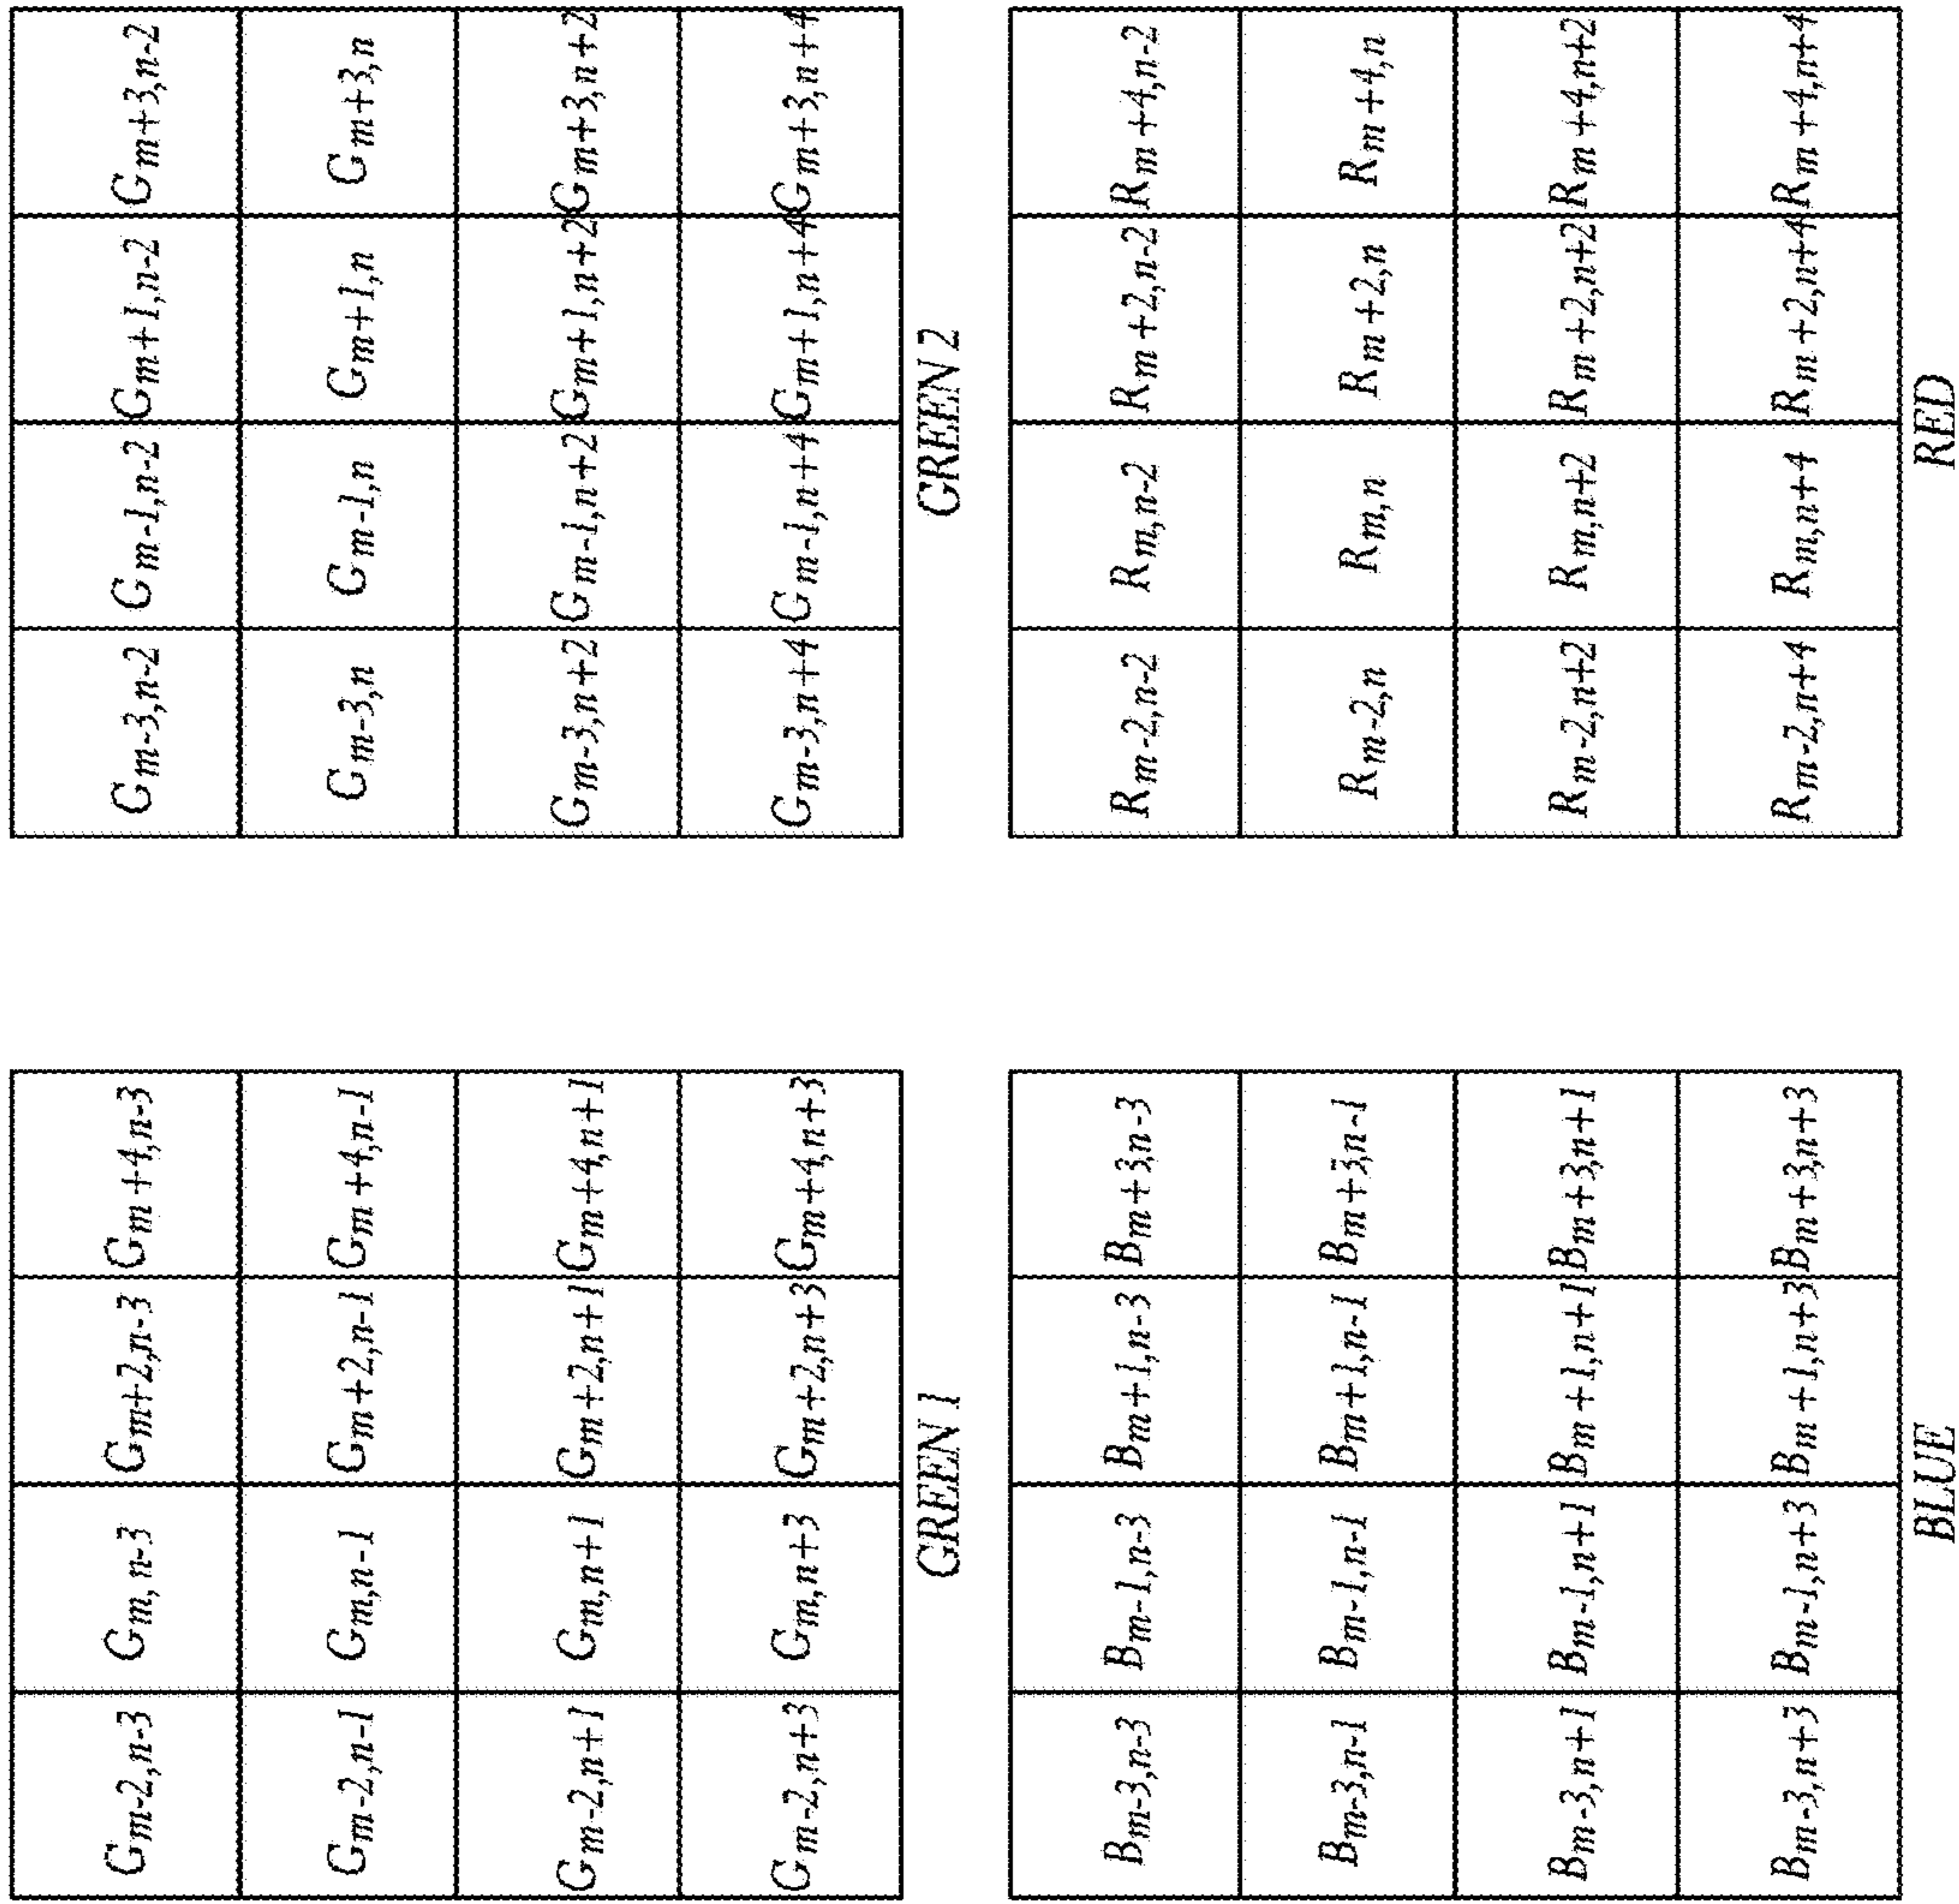 Gm-2,n-3 Gm,n-3 Gm+2,n-3 Gm+4,n-3
Gm-2,n-1 Gm,n-1 Gm+2,n-1 Gm+4,n-1
Gm-2,n+1 Gm,n+1 Gm+2,n+1 Gm+4,n+1
Gm-2,n+3 Gm,n+3 Gm+2,n+3 Gm+4,n+3
GREEN 1
Gm-3,n-2 Gm-1,n-2 Gm+1,n-2 Gm+3,n-2
Gm-3,n Gm-1,n Gm+1,n Gm+3,n
Gm-3,n+2 Gm-1,n+2 Gm+1,n+2 Gm+3,n+2
Gm-3,n+4 Gm-1,n+4 Gm+1,n+4 Gm+3,n+4
GREEN 2
Bm-3,n-3 Bm-1,n-3 Bm+1,n-3 Bm+3n-3
Bm-3,n-1 Bm-1,n-1 Bm+1,n-1 Bm+3,n-1
Bm-3,n+1 Bm-1,n+1 Bm+1,n+1 Bm+3,n+1
Bm-3,n+3 Bm-1,n+3 Bm+1,n+3 Bm+3,n+3
BLUE
Rm-2,n-2 Rm,n-2 Rm+2,n-2 Rm+4,n-2
Rm-2,n Rm,n Rm+2,n Rm+4,n
Rm-2,n+2 Rm,n+2 Rm+2,n+2 Rm+4,n+2
Rm-2,n+4 Rm,n+4 Rm+2,n+4 Rm+4,n+4
RED